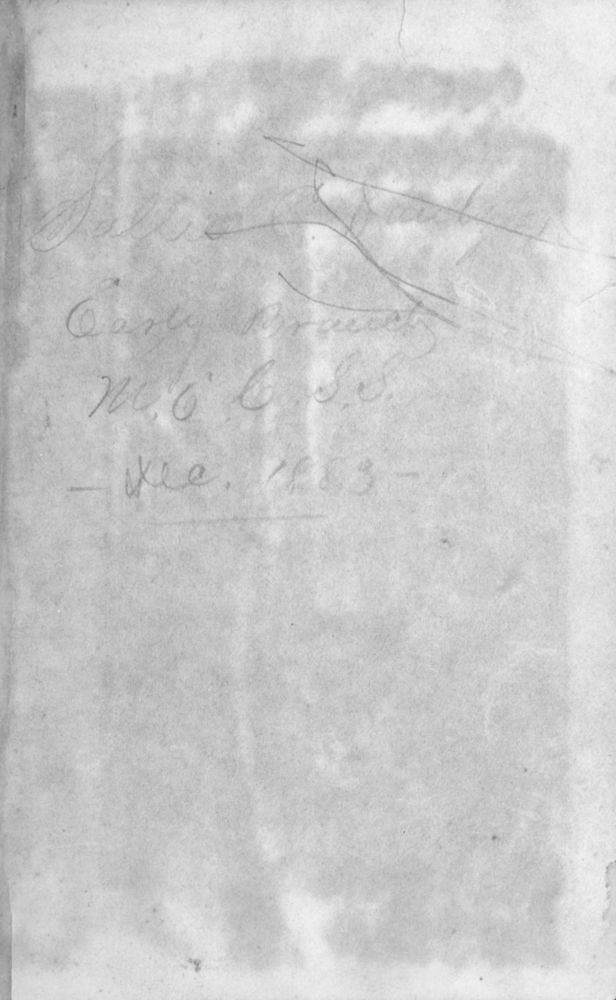 Sallie
Early Branch
M. O. C. S. S.
— Dec. 1883 —